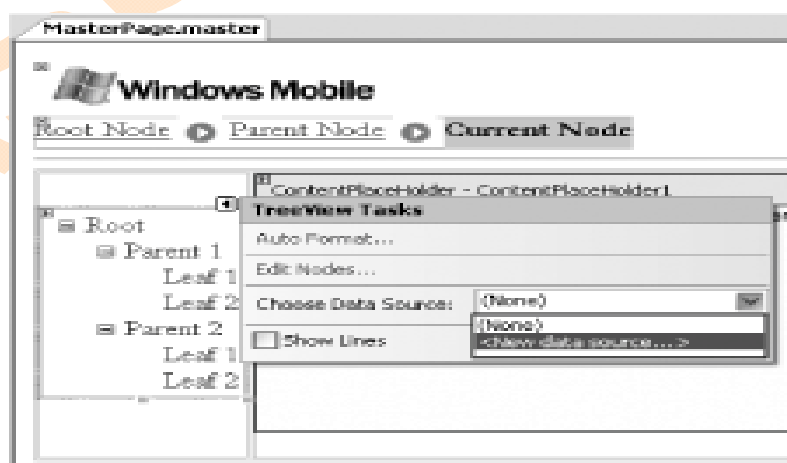 MasterPage.master
Windows Mobile
Root Node Parent Node Current Node
ContentPlaceHolder - ContentPlaceHolder1
TreeView Tasks
Root
Auto Format...
Parent 1
Edit Nodes...
Leaf 1
Leaf 2
Choose Data Source: (None)
(None)
Parent 2
<New data source...>
Show Lines
Leaf 1
Leaf 2